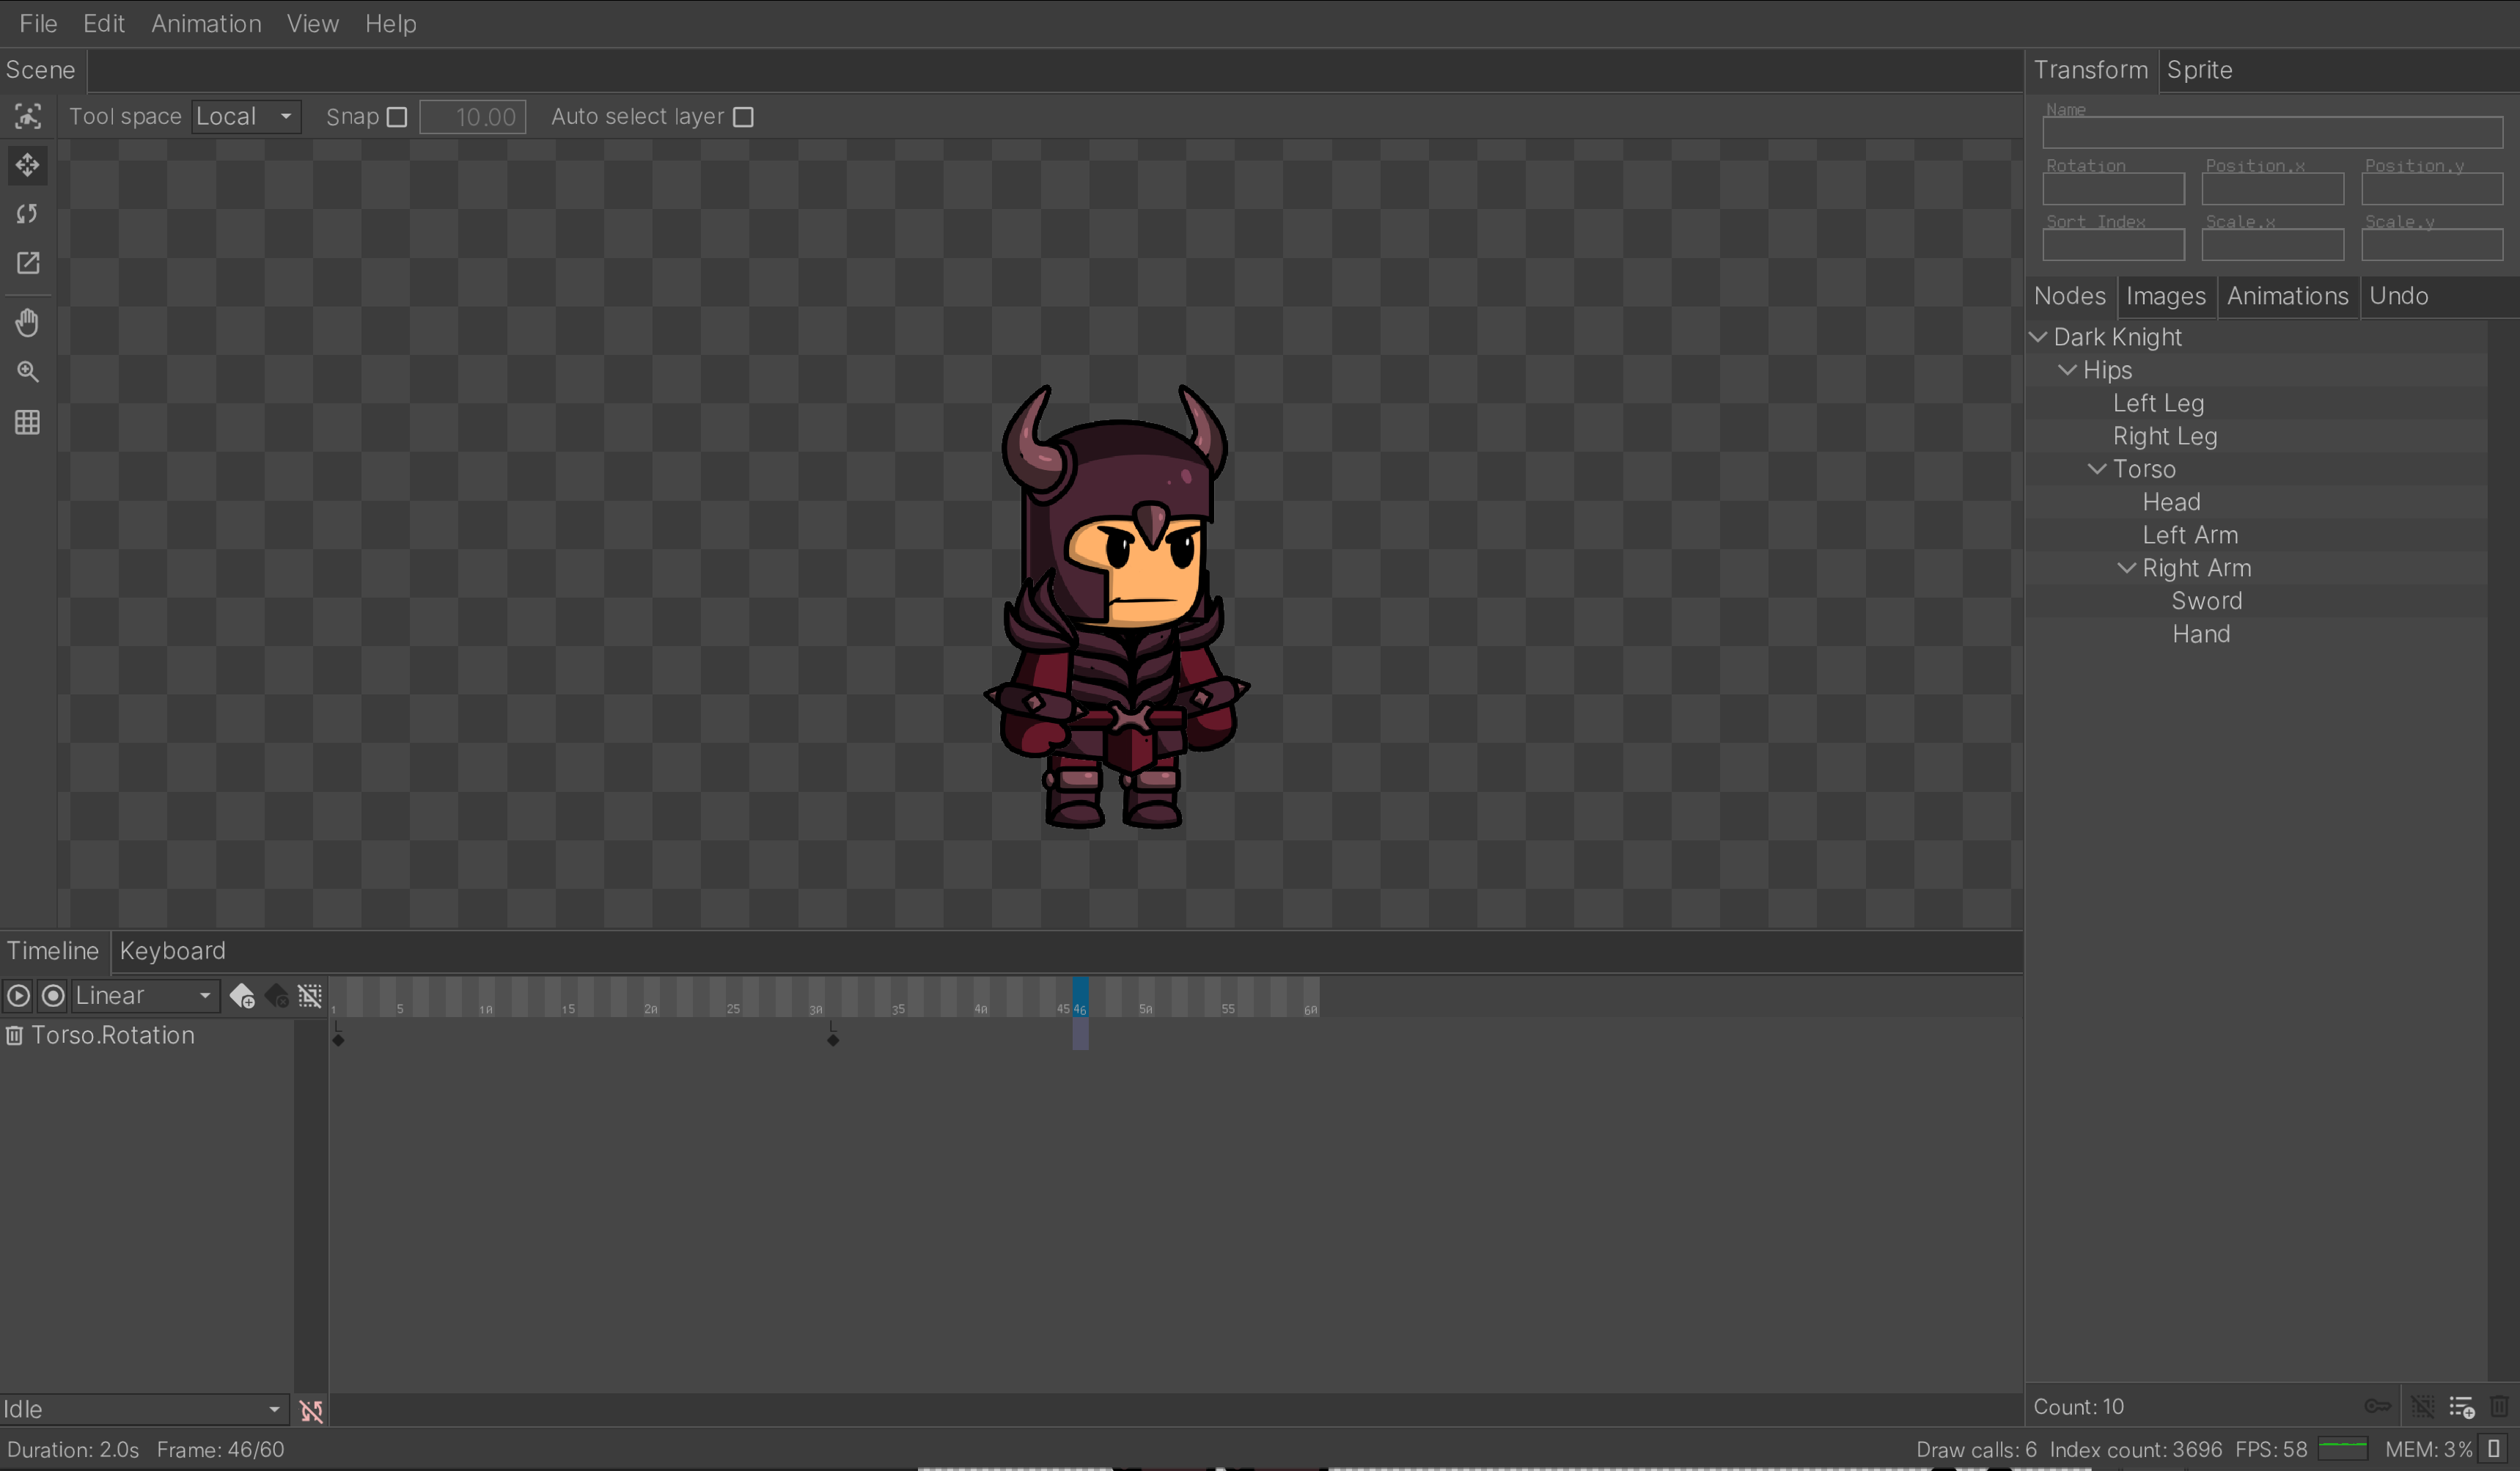 File Edit Animation View Help
Scene
Tool space Local Snap 10.00 Auto select layer
Transform Sprite
Name
Rotation Position.x Position.y
Sort Index Scale.x Scale.y
Nodes Images Animations Undo
Dark Knight
Hips
Left Leg
Right Leg
Torso
Head
Left Arm
Right Arm
Sword
Hand
Count: 10
Timeline Keyboard
Linear
1 5 10 15 20 25 30 35 40 45 46 50 55 60
L L
Torso.Rotation
Idle
Duration: 2.0s Frame: 46/60
Draw calls: 6 Index count: 3696 FPS: 58 MEM: 3%